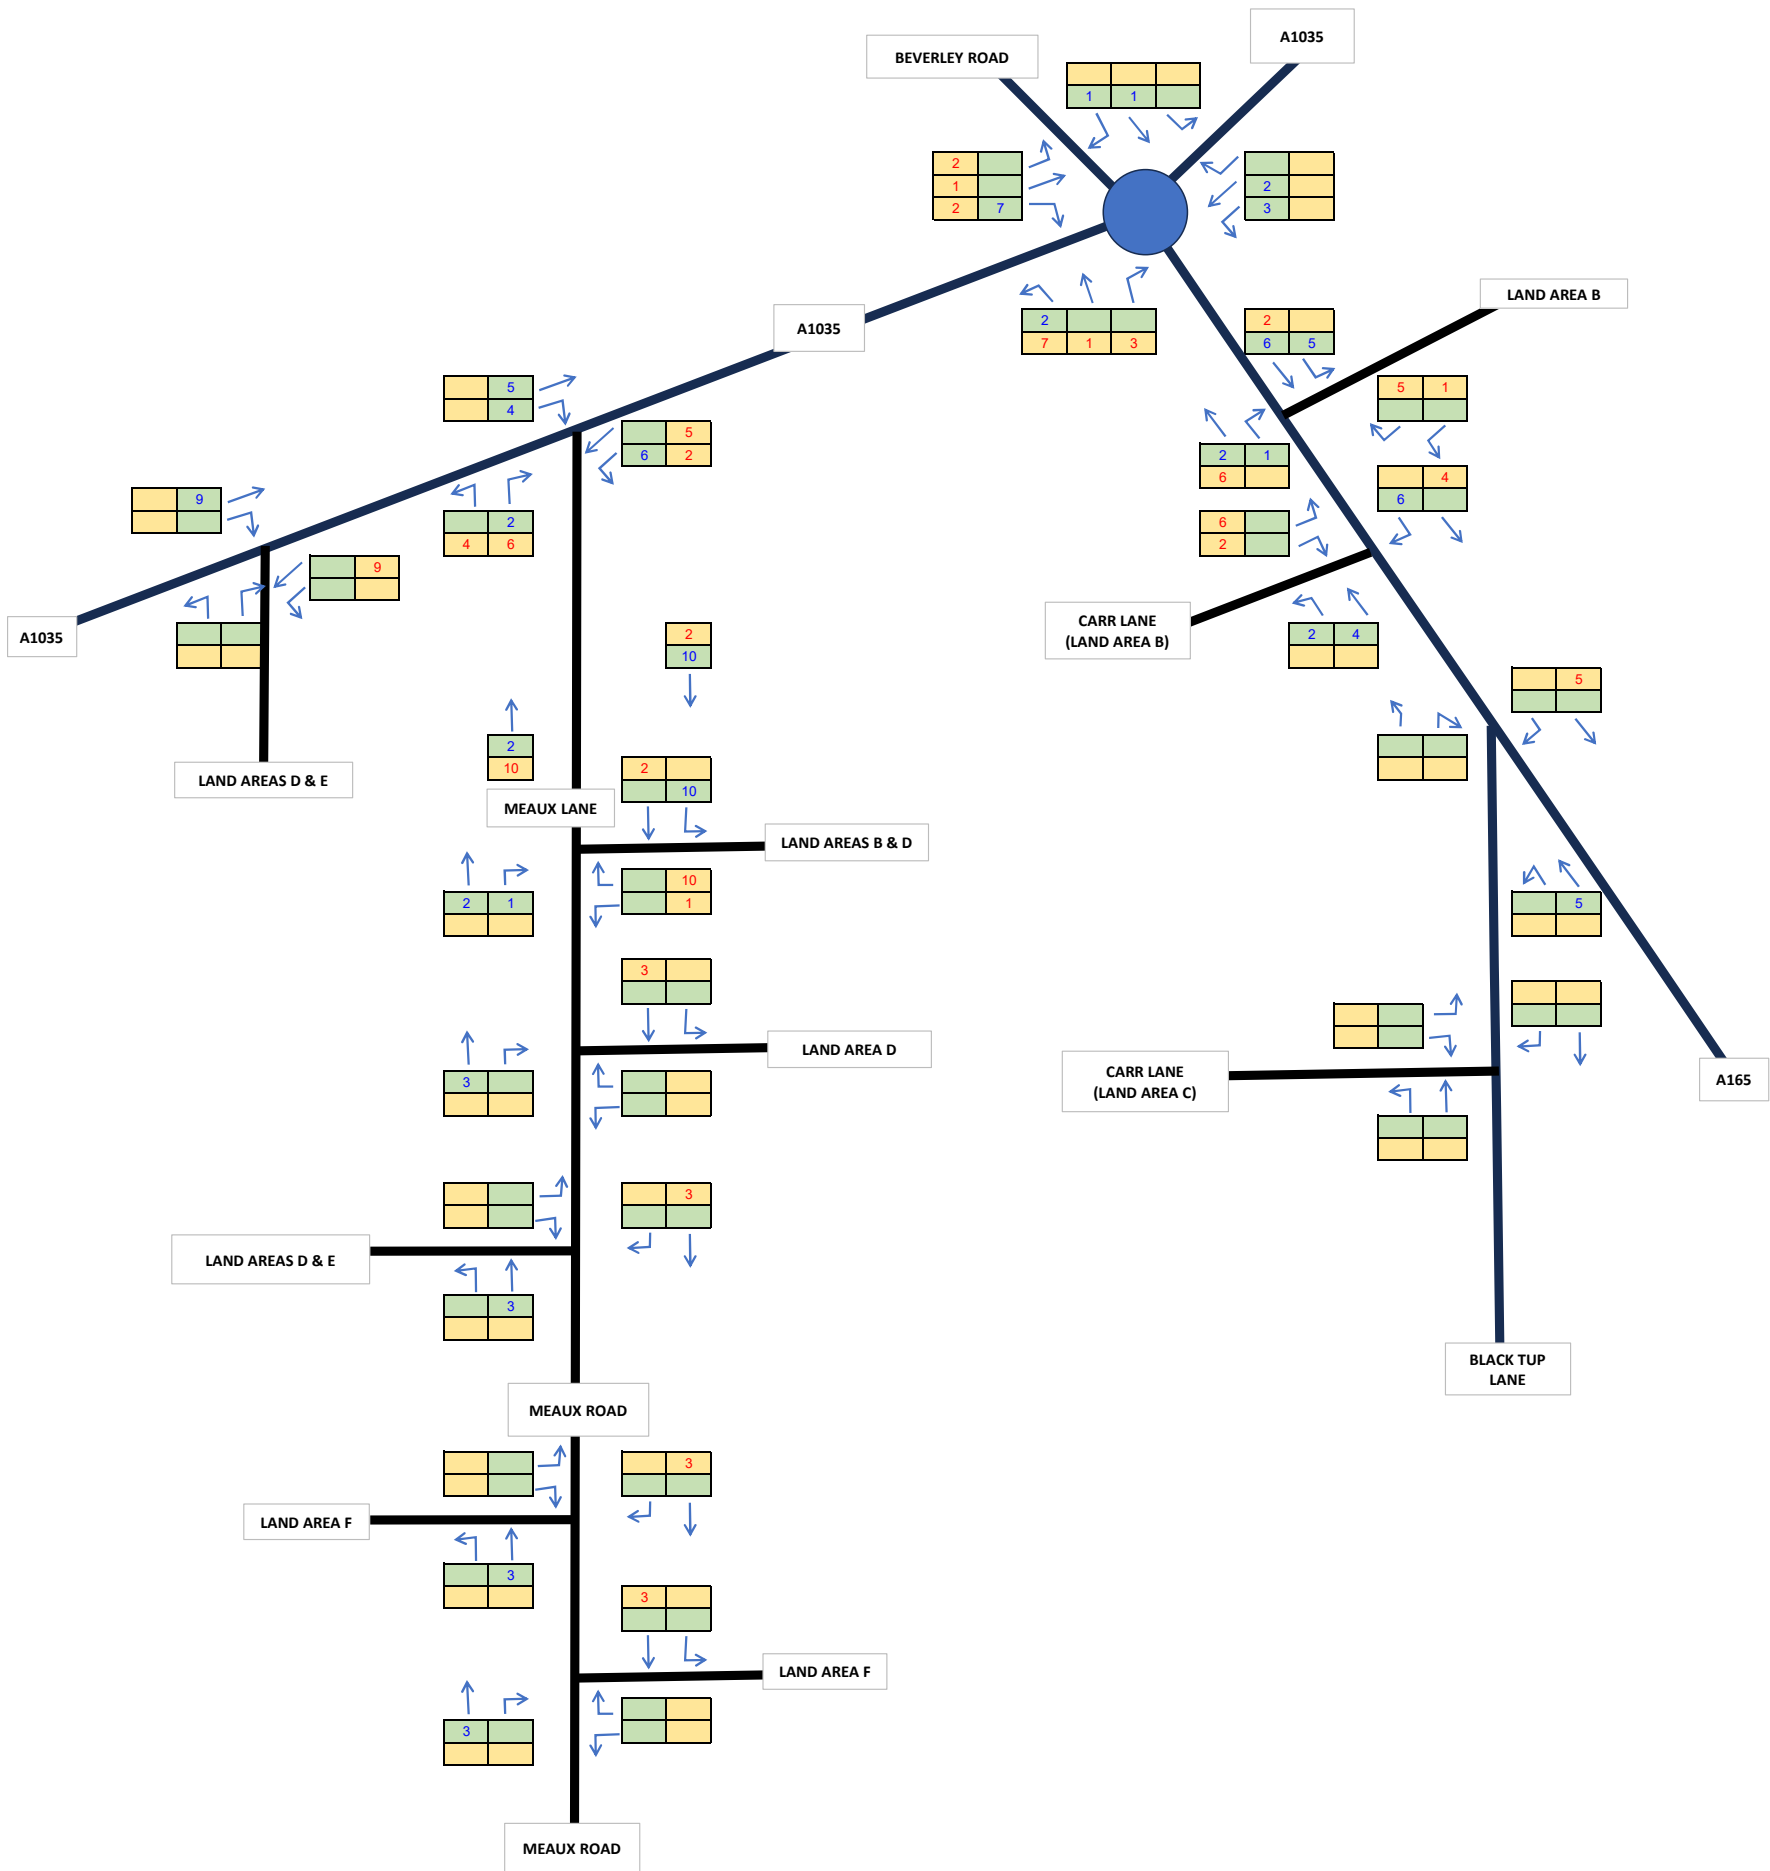 A1035
BEVERLEY ROAD
1 1
2
1
2 7
2
3
LAND AREA B
2
7 1 3
A1035
2
6 5
5
4
5 1
5
6 2
2 1
6
4
6
9
2
4 6
6
2
9
A1035
CARR LANE
(LAND AREA B)
2
10
2 4
5
2
10
2
10
LAND AREAS D & E
MEAUX LANE
LAND AREAS B & D
2 1
10
1
5
3
LAND AREA D
3
CARR LANE
(LAND AREA C)
A165
3
LAND AREAS D & E
3
BLACK TUP
LANE
MEAUX ROAD
3
LAND AREA F
3
3
LAND AREA F
3
MEAUX ROAD